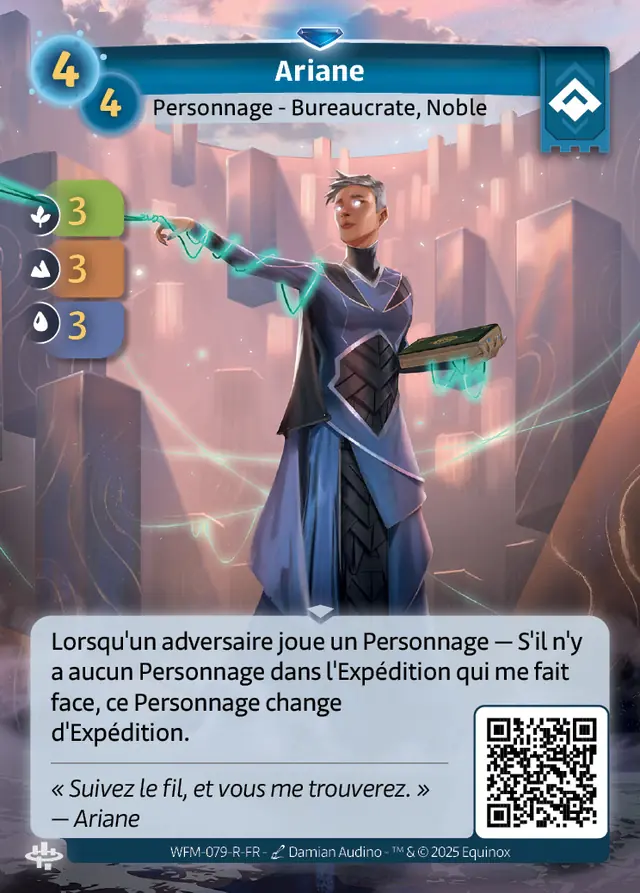 4
4
Ariane
Personnage - Bureaucrate, Noble
3
3
3
Lorsqu'un adversaire joue un Personnage — S'il n'y
a aucun Personnage dans l'Expédition qui me fait
face, ce Personnage change
d'Expédition.
« Suivez le fil, et vous me trouverez. »
— Ariane
WFM-079-R-FR - Damian Audino - ™ & © 2025 Equinox